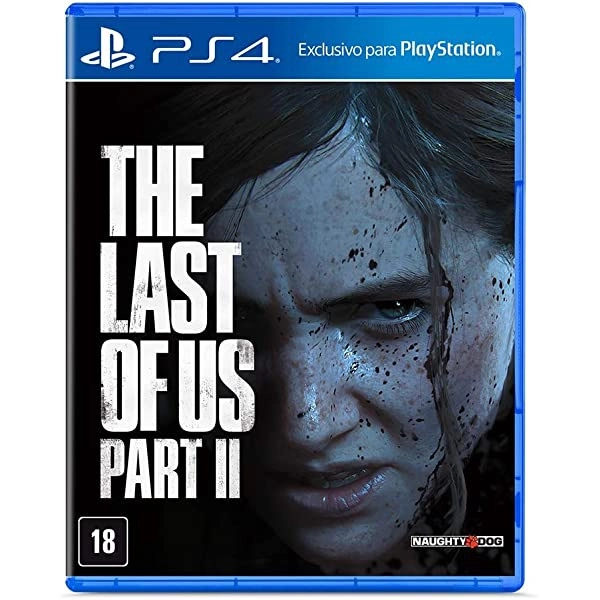 PS4 Exclusivo para PlayStation®
THE
LAST
OF US
PART II
18
NAUGHTY DOG